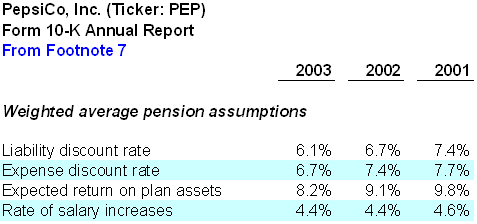 PepsiCo, Inc. (Ticker: PEP)
Form 10-K Annual Report
From Footnote 7
2003 2002 2001
Weighted average pension assumptions
Liability discount rate 6.1% 6.7% 7.4%
Expense discount rate 6.7% 7.4% 7.7%
Expected return on plan assets 8.2% 9.1% 9.8%
Rate of salary increases 4.4% 4.4% 4.6%